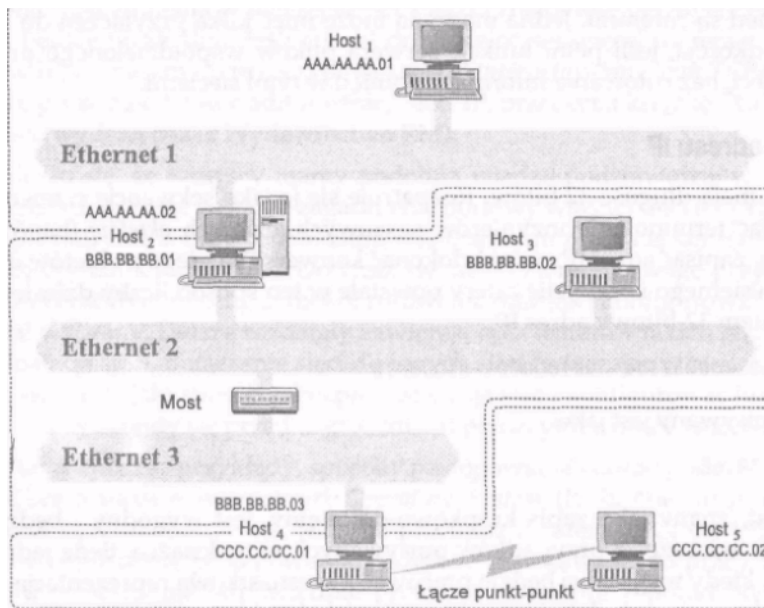 Host 1
AAA.AA.AA.01
Ethernet 1
AAA.AA.AA.02
Host 2
BBB.BB.BB.01
Host 3
BBB.BB.BB.02
Ethernet 2
Most
Ethernet 3
BBB.BB.BB.03
Host 4
CCC.CC.CC.01
Host 5
CCC.CC.CC.02
Łącze punkt-punkt